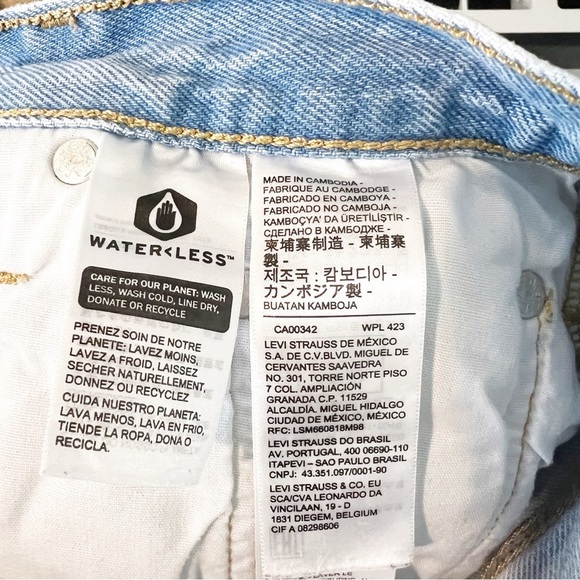 WATER<LESS™
CARE FOR OUR PLANET: WASH
LESS, WASH COLD, LINE DRY,
DONATE OR RECYCLE
PRENEZ SOIN DE NOTRE
PLANETE: LAVEZ MOINS,
LAVEZ A FROID, LAISSEZ
SECHER NATURELLEMENT,
DONNEZ OU RECYCLEZ
CUIDA NUESTRO PLANETA:
LAVA MENOS, LAVA EN FRIO,
TIENDE LA ROPA, DONA O
RECICLA.
MADE IN CAMBODIA -
FABRIQUE AU CAMBODGE -
FABRICADO EN CAMBOYA -
FABRICADO NO CAMBOJA -
KAMBOÇYA' DA ÜRETİLİŞTİR -
СДЕЛАНО В КАМБОДЖЕ -
柬埔寨制造 - 柬埔寨
製 -
제조국 : 캄보디아 -
カンボジア製 -
BUATAN KAMBOJA
CA00342 WPL 423
LEVI STRAUSS DE MÉXICO
S.A. DE C.V.BLVD. MIGUEL DE
CERVANTES SAAVEDRA
NO. 301, TORRE NORTE PISO
7 COL. AMPLIACIÓN
GRANADA C.P. 11529
ALCALDÍA. MIGUEL HIDALGO
CIUDAD DE MÉXICO, MÉXICO
RFC: LSM660818M98
LEVI STRAUSS DO BRASIL
AV. PORTUGAL, 400 06690-110
ITAPEVI – SAO PAULO BRASIL
CNPJ: 43.351.097/0001-90
LEVI STRAUSS & CO. EU
SCA/CVA LEONARDO DA
VINCILAAN, 19 - D
1831 DIEGEM, BELGIUM
CIF A 08298606